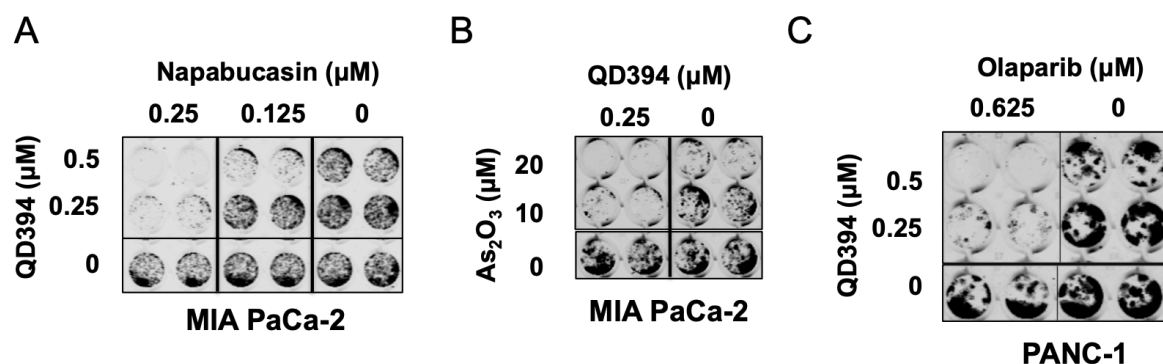 A
Napabucasin (µM)
0.25 0.125 0
QD394 (µM)
0.5
0.25
0
MIA PaCa-2
B
QD394 (µM)
0.25 0
As₂O₃ (µM)
20
10
0
MIA PaCa-2
C
Olaparib (µM)
0.625 0
QD394 (µM)
0.5
0.25
0
PANC-1